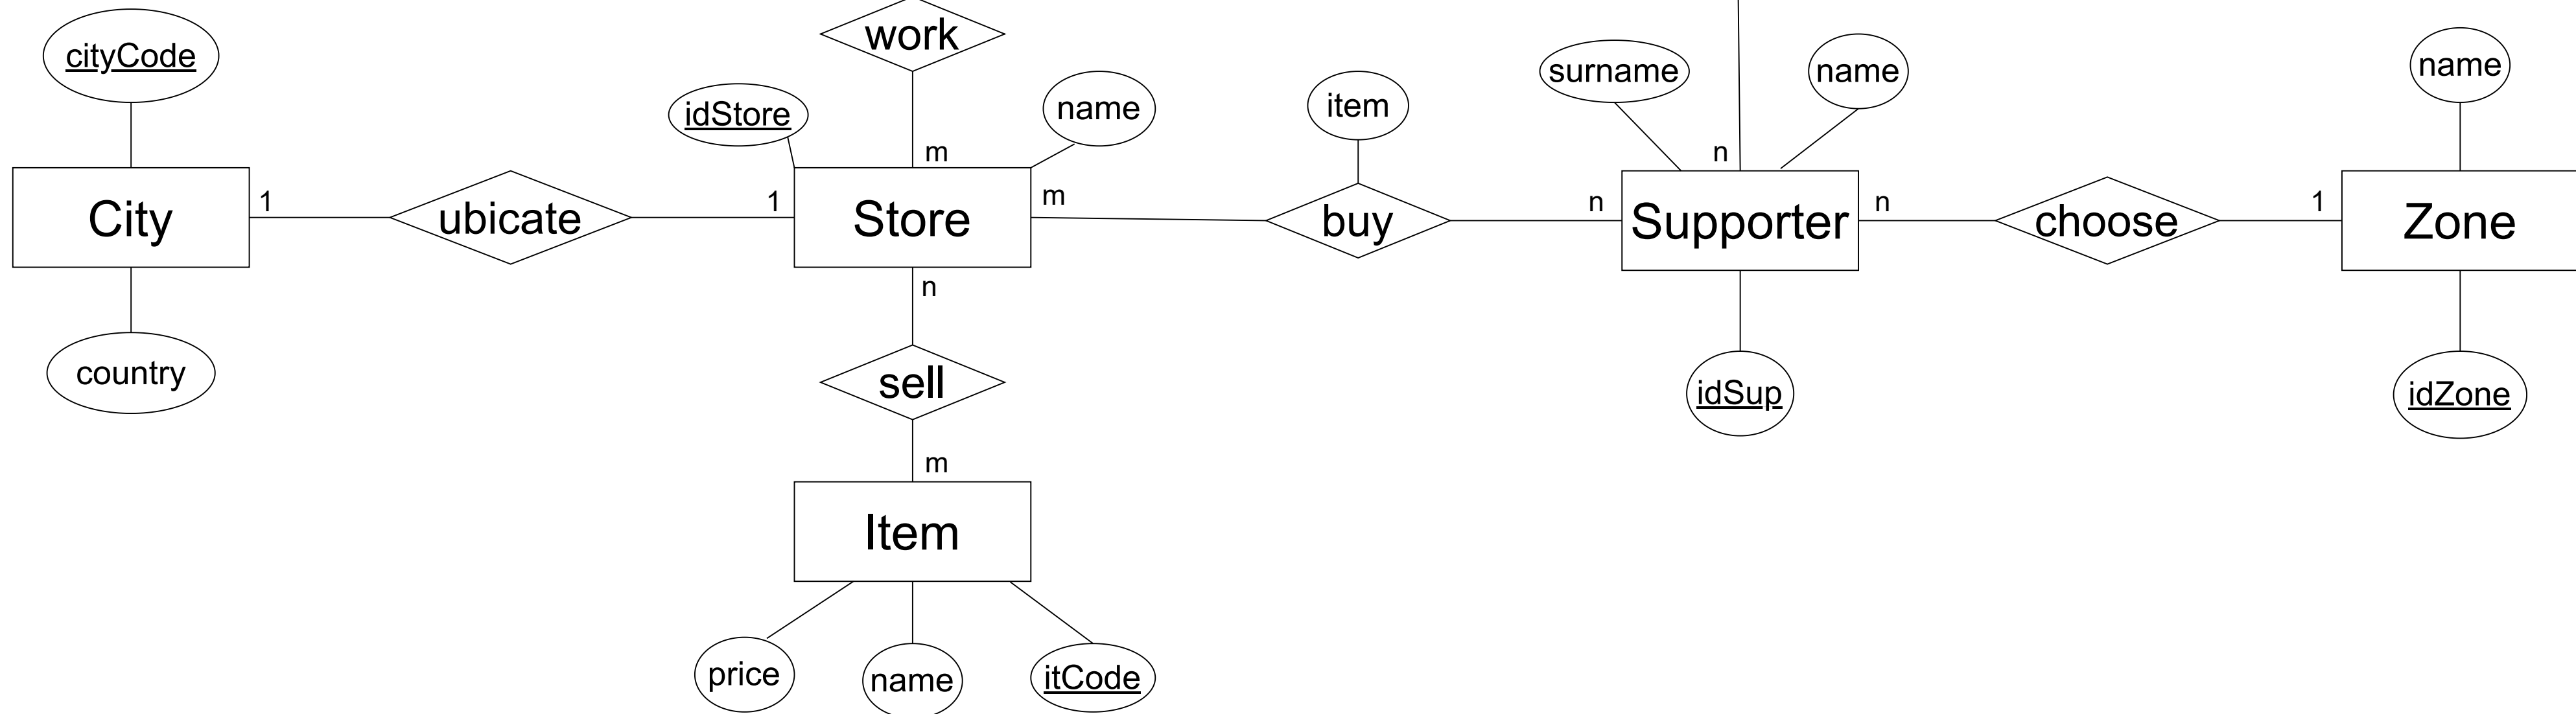 work
cityCode
surname
name
name
idStore
name
item
m
n
1
1
m
n
n
1
City
ubicate
Store
buy
Supporter
choose
Zone
n
country
sell
idSup
idZone
m
Item
price
name
itCode